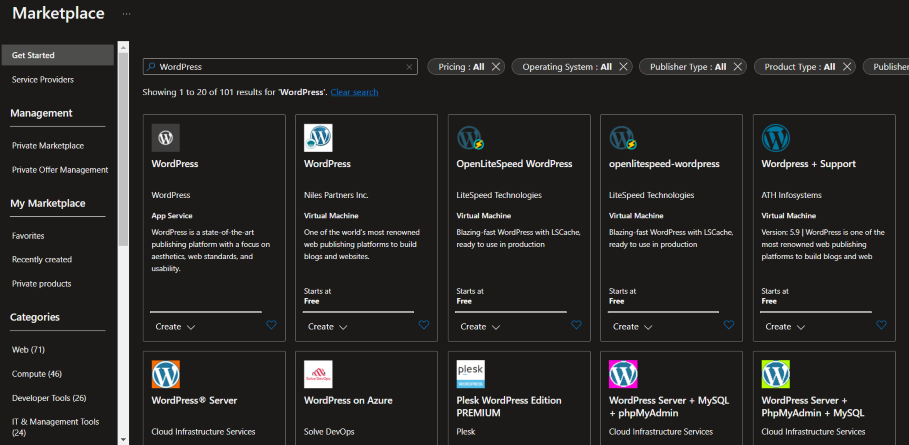 Marketplace ...
Get Started
Service Providers
Management
Private Marketplace
Private Offer Management
My Marketplace
Favorites
Recently created
Private products
Categories
Web (71)
Compute (46)
Developer Tools (26)
IT & Management Tools
(24)
WordPress
Pricing : All
Operating System : All
Publisher Type : All
Product Type : All
Publisher
Showing 1 to 20 of 101 results for 'WordPress'. Clear search
WordPress
WordPress
App Service
WordPress is a state-of-the-art
publishing platform with a focus on
aesthetics, web standards, and
usability.
Create
WordPress
Niles Partners Inc.
Virtual Machine
One of the world's most renowned
web publishing platforms to build
blogs and websites.
Starts at
Free
Create
OpenLiteSpeed WordPress
LiteSpeed Technologies
Virtual Machine
Blazing-fast WordPress with LSCache,
ready to use in production
Starts at
Free
Create
openlitespeed-wordpress
LiteSpeed Technologies
Virtual Machine
Blazing-fast WordPress with LSCache,
ready to use in production
Starts at
Free
Create
Wordpress + Support
ATH Infosystems
Virtual Machine
Version: 5.9 | WordPress is one of the
most renowned web publishing
platforms to build blogs and web
Starts at
Free
Create
WordPress® Server
Cloud Infrastructure Services
SolveDevOps
WordPress on Azure
Solve DevOps
plesk
Plesk WordPress Edition
PREMIUM
Plesk
WordPress Server + MySQL
+ phpMyAdmin
Cloud Infrastructure Services
WordPress Server +
PhpMyAdmin + MySQL
Cloud Infrastructure Services